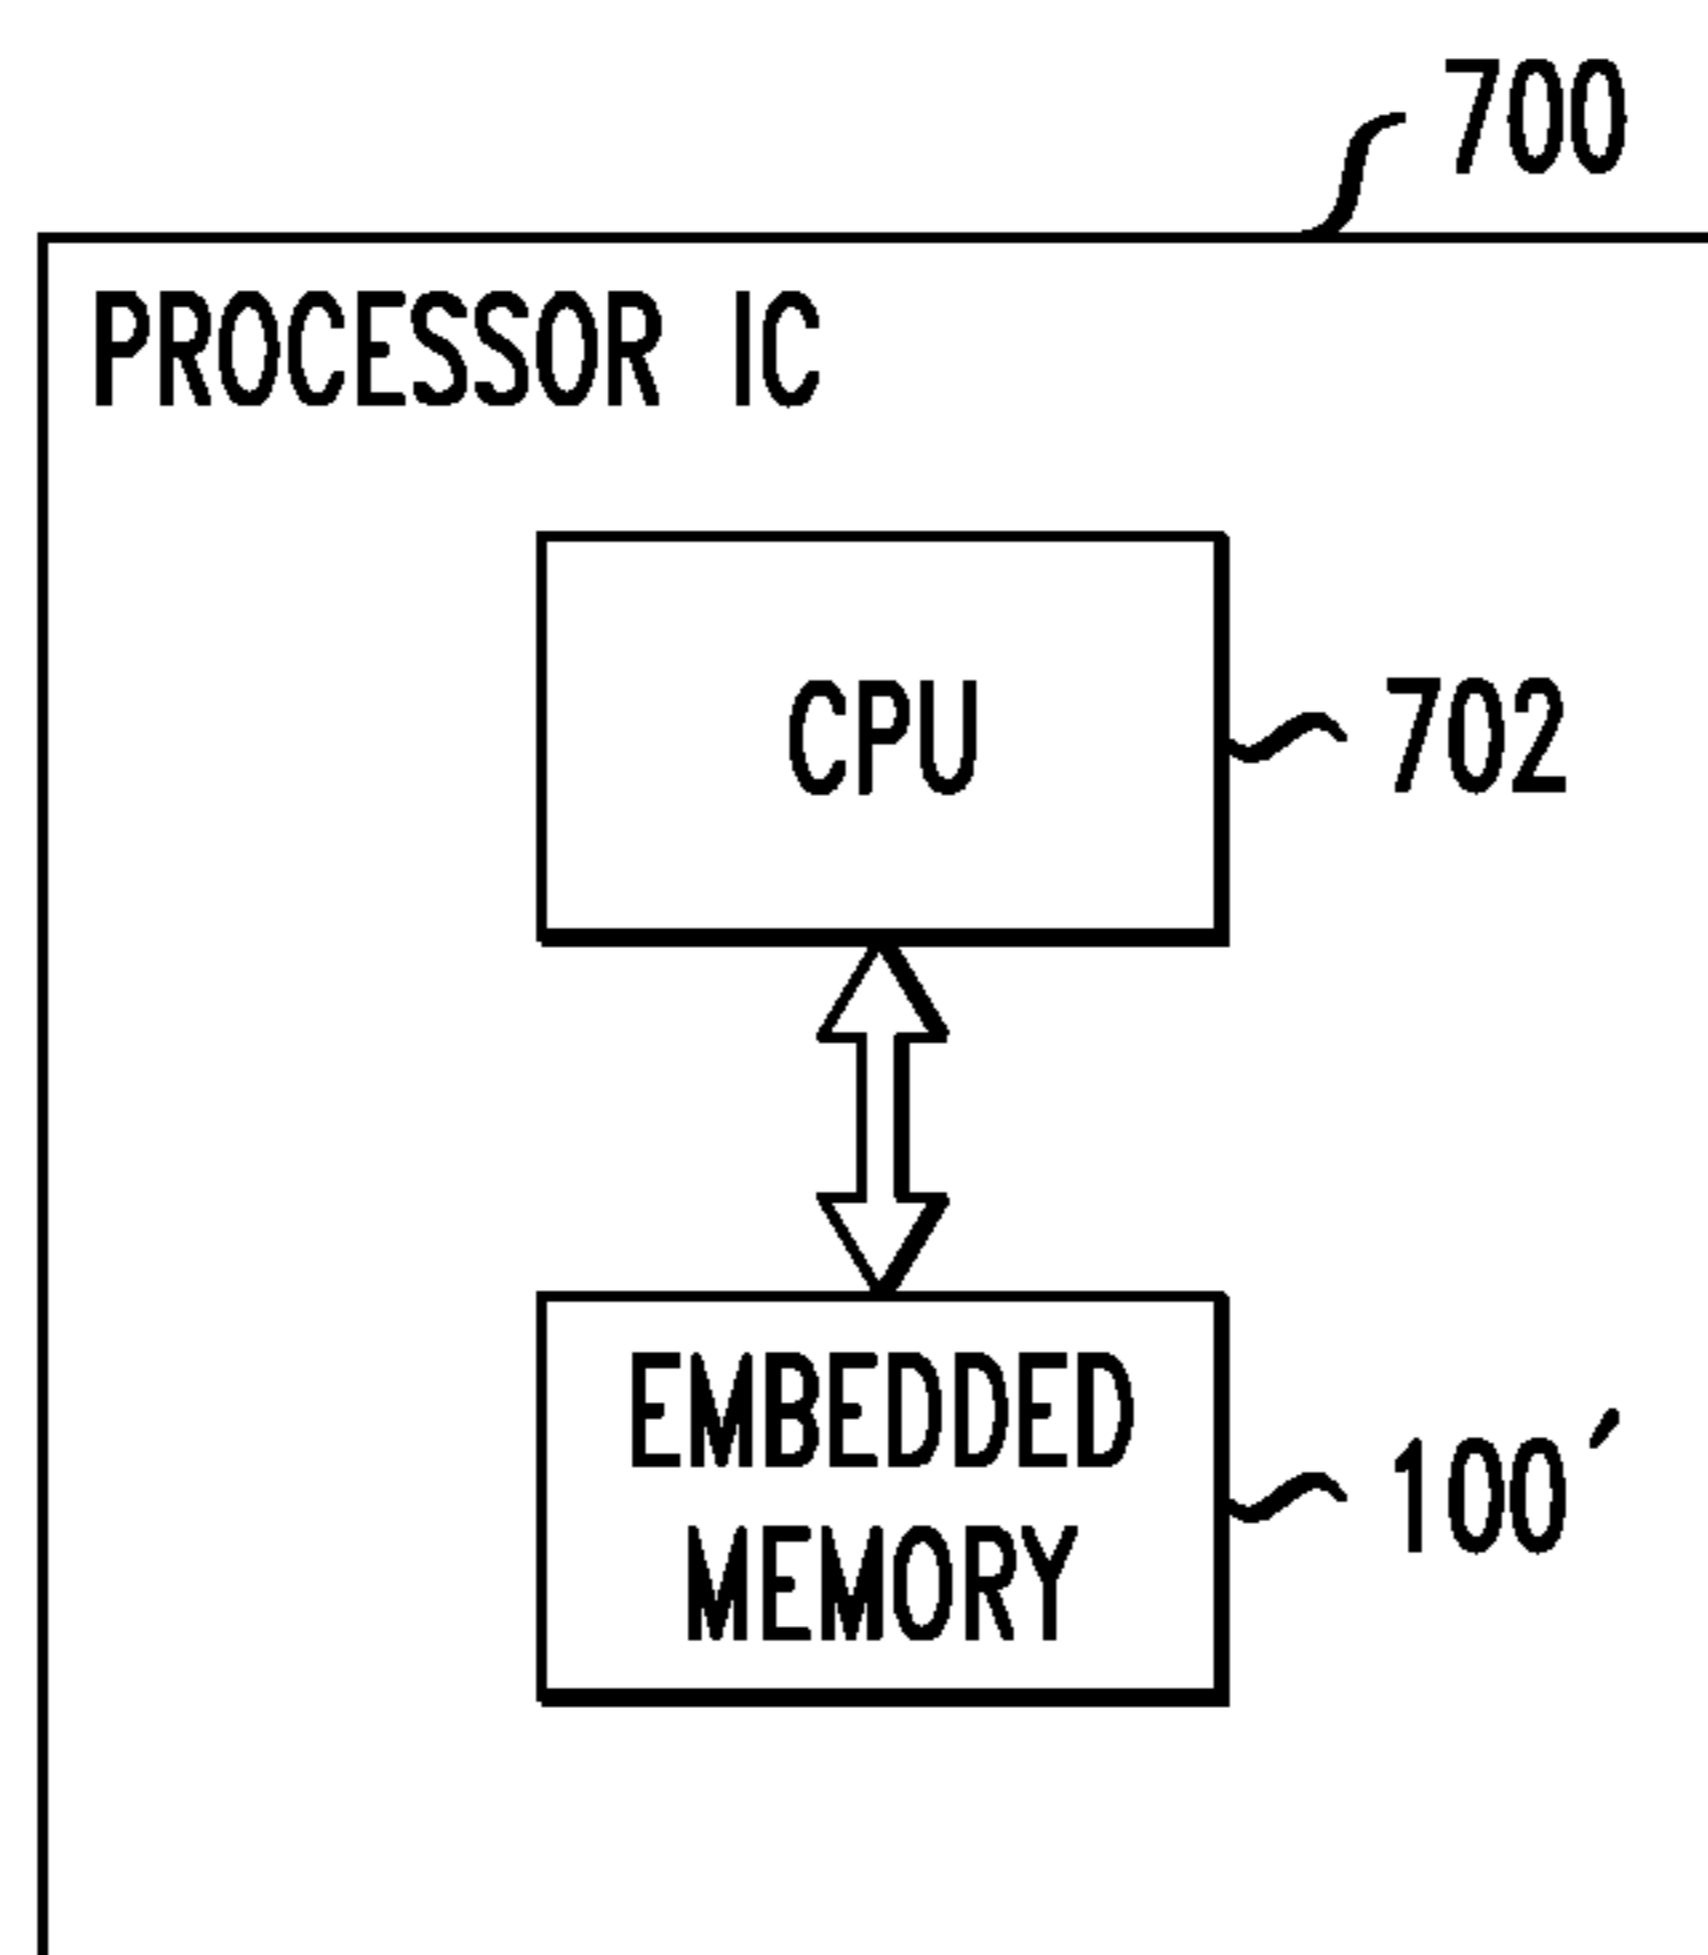 700
PROCESSOR IC
CPU
702
EMBEDDED
MEMORY
100′